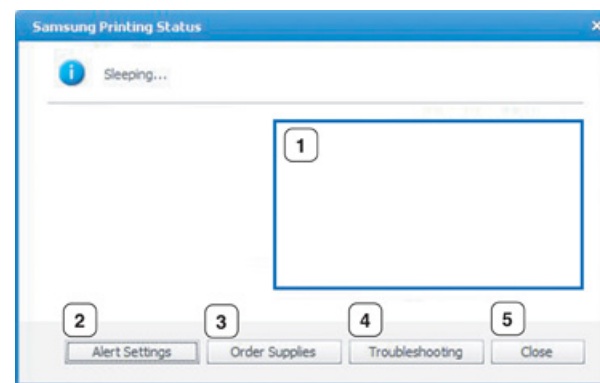 Samsung Printing Status
Sleeping...
1
2 3 4 5
Alert Settings Order Supplies Troubleshooting Close